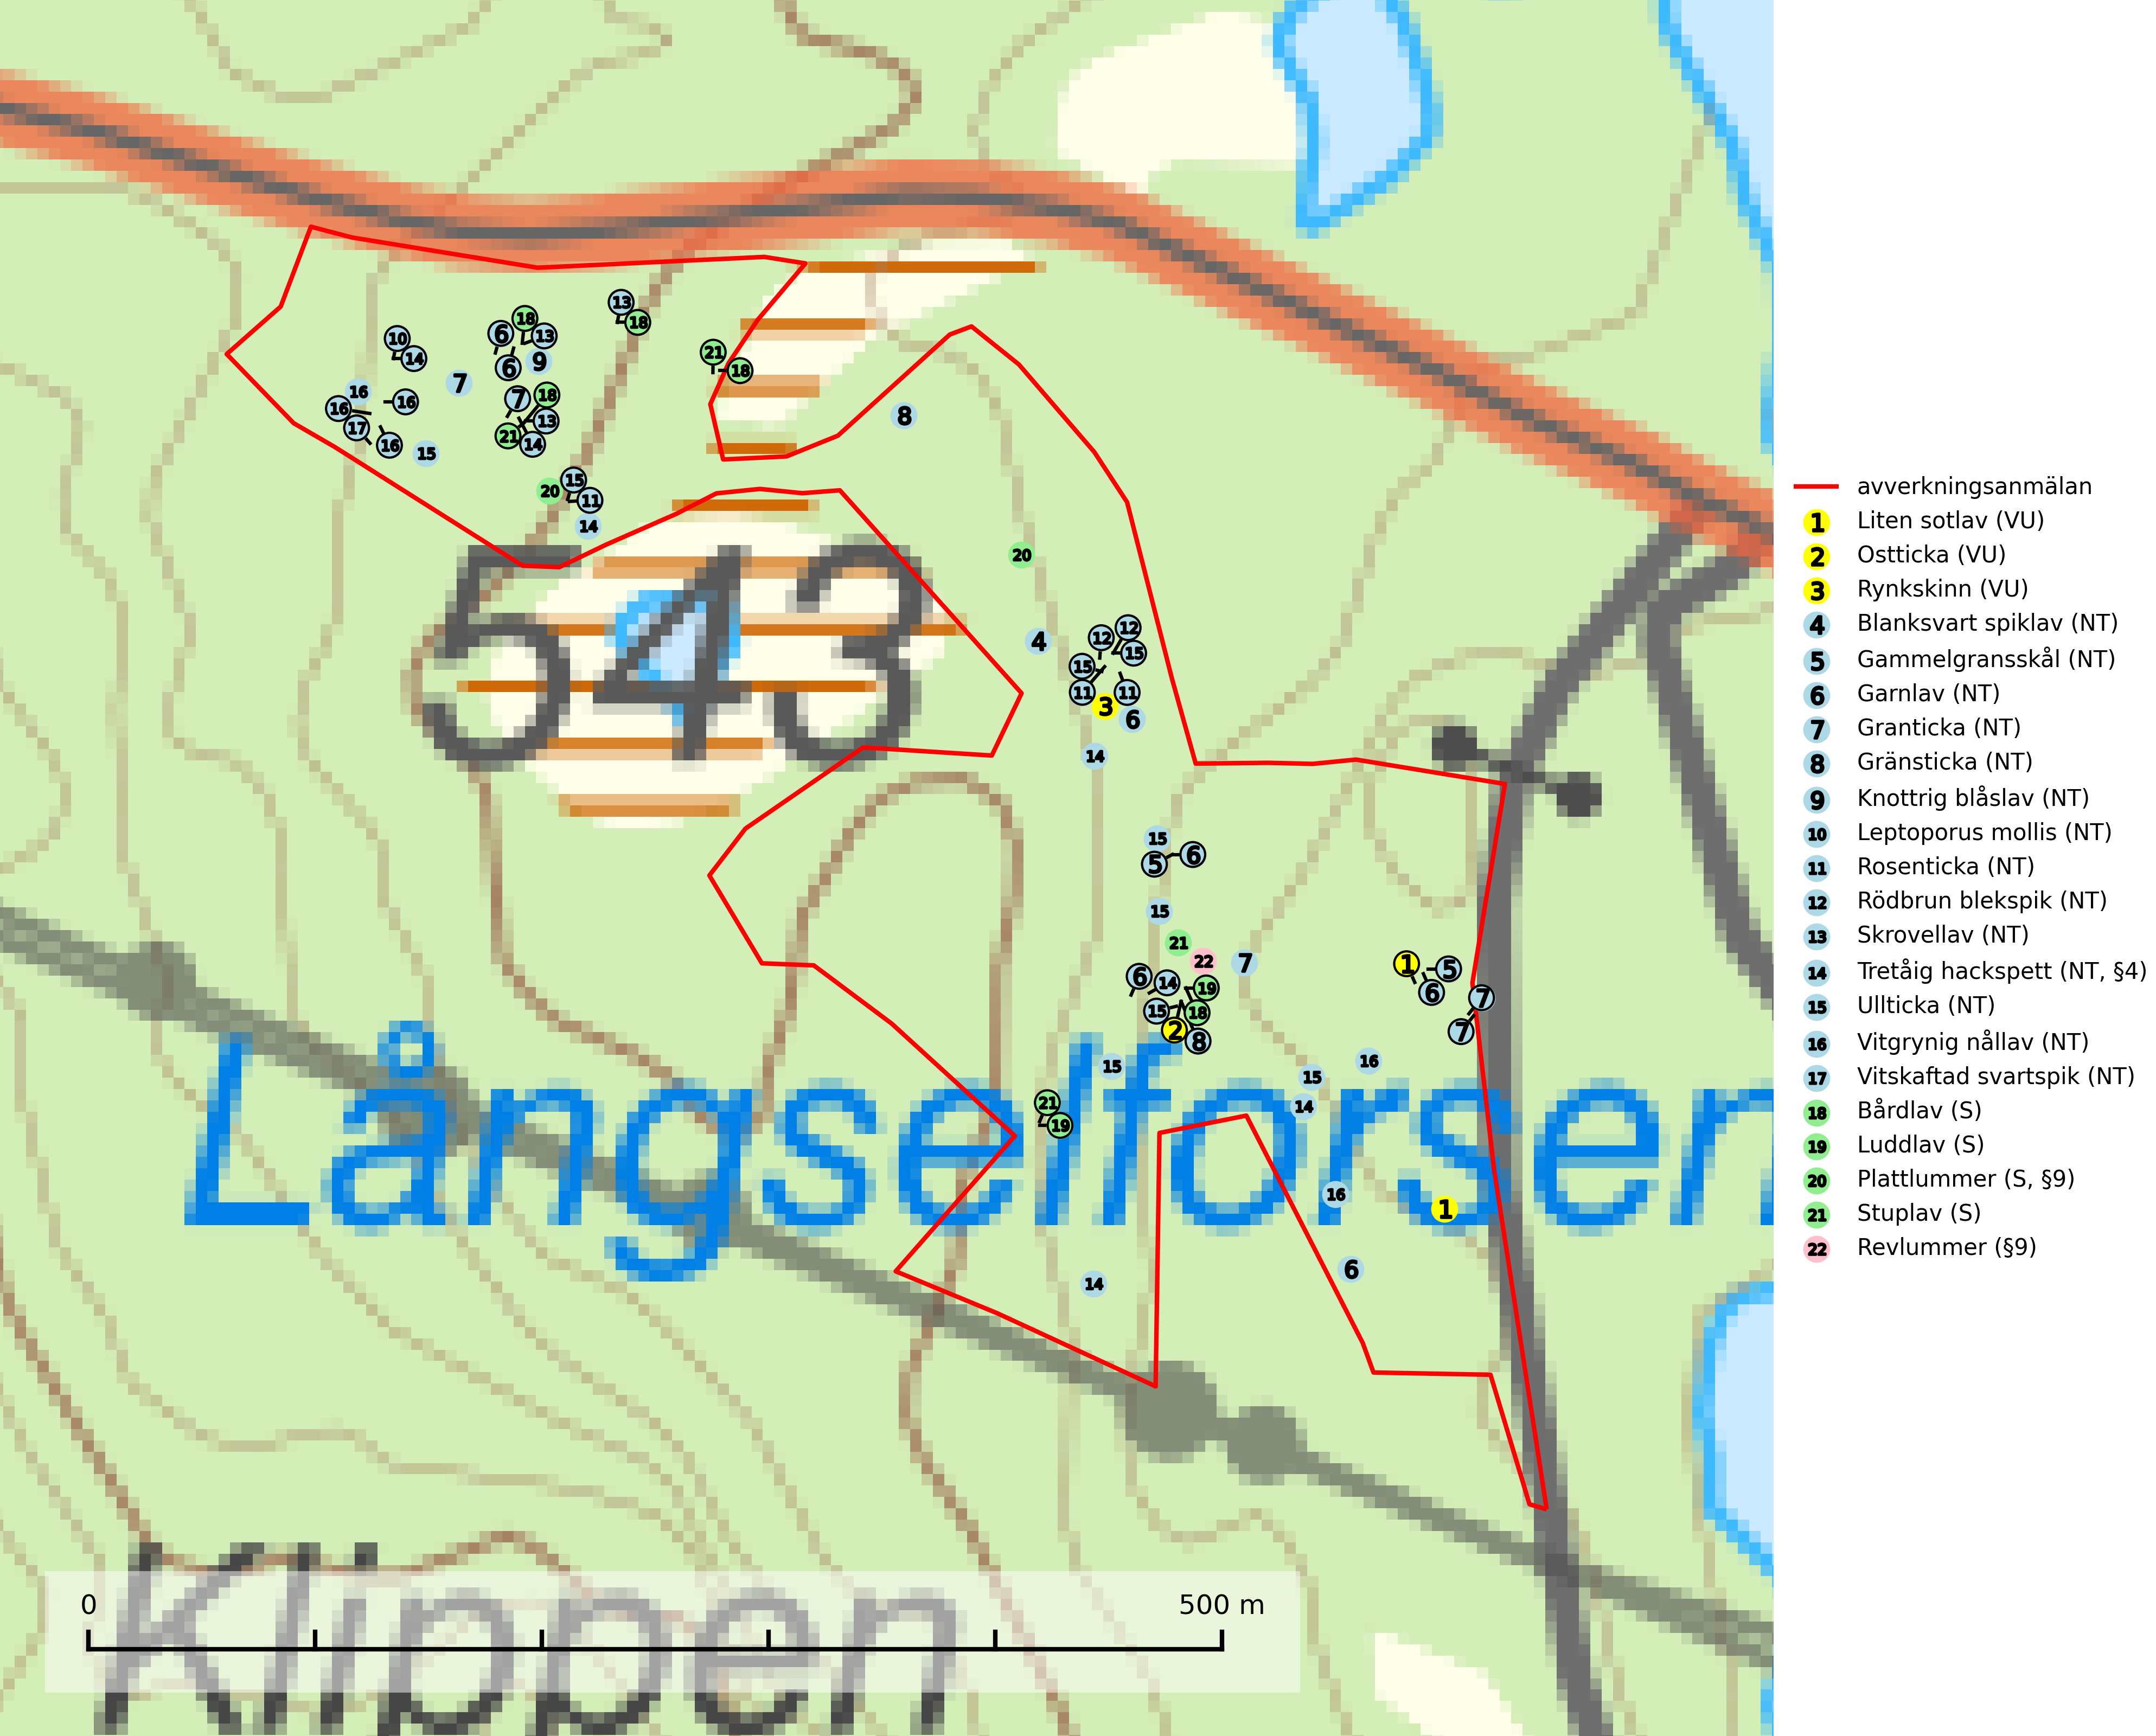 543
Långselforsen
Klippen
0 500 m
avverkningsanmälan
1 Liten sotlav (VU)
2 Ostticka (VU)
3 Rynkskinn (VU)
4 Blanksvart spiklav (NT)
5 Gammelgransskål (NT)
6 Garnlav (NT)
7 Granticka (NT)
8 Gränsticka (NT)
9 Knottrig blåslav (NT)
10 Leptoporus mollis (NT)
11 Rosenticka (NT)
12 Rödbrun blekspik (NT)
13 Skrovellav (NT)
14 Tretåig hackspett (NT, §4)
15 Ullticka (NT)
16 Vitgrynig nållav (NT)
17 Vitskaftad svartspik (NT)
18 Bårdlav (S)
19 Luddlav (S)
20 Plattlummer (S, §9)
21 Stuplav (S)
22 Revlummer (§9)